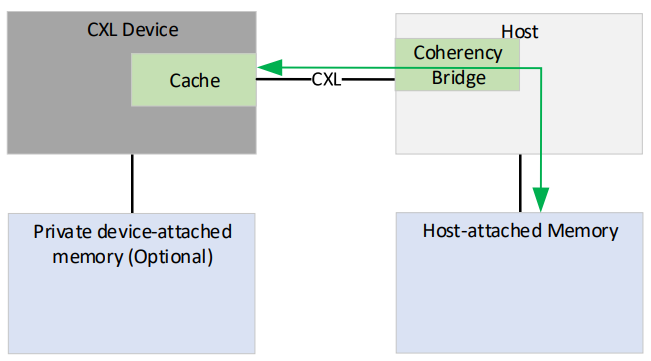 CXL Device
Host
Cache
CXL
Coherency
Bridge
Private device-attached
memory (Optional)
Host-attached Memory